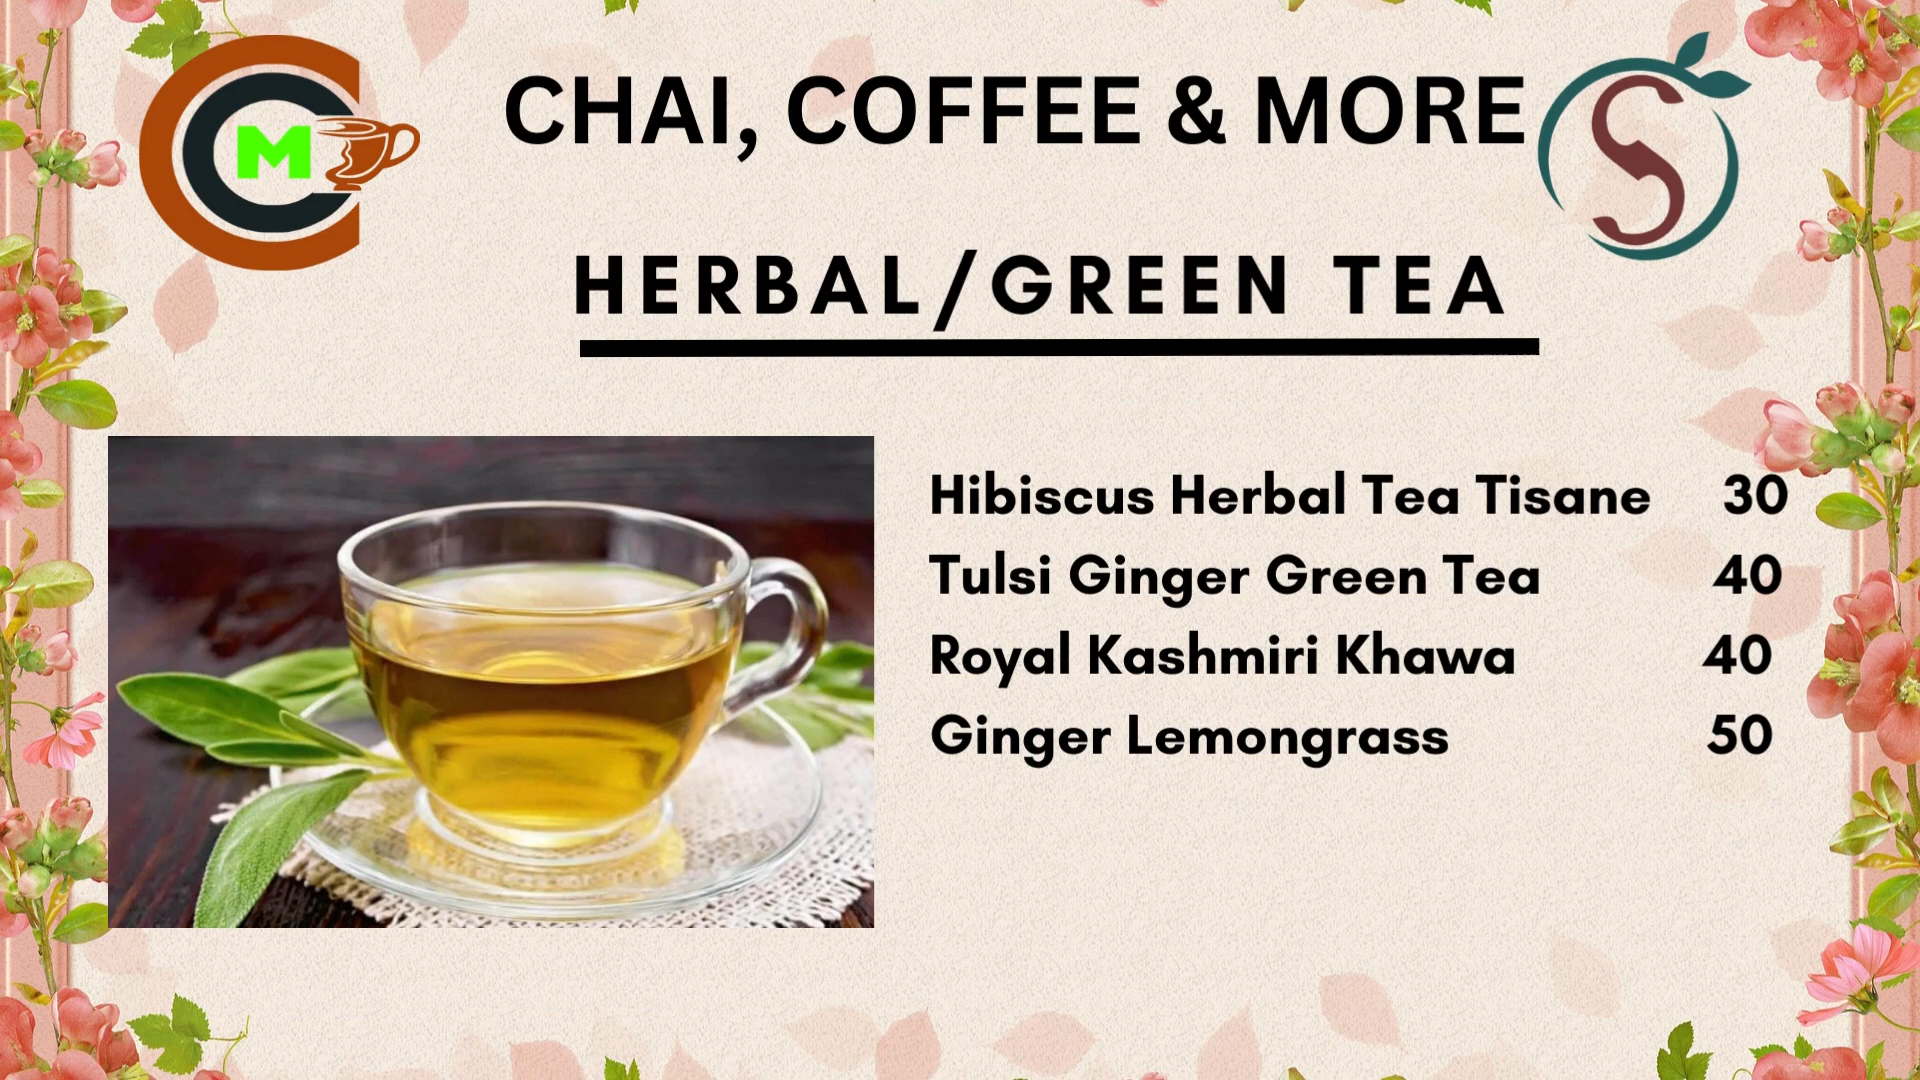 CM
CHAI, COFFEE & MORE
S
HERBAL/GREEN TEA
Hibiscus Herbal Tea Tisane 30
Tulsi Ginger Green Tea 40
Royal Kashmiri Khawa 40
Ginger Lemongrass 50